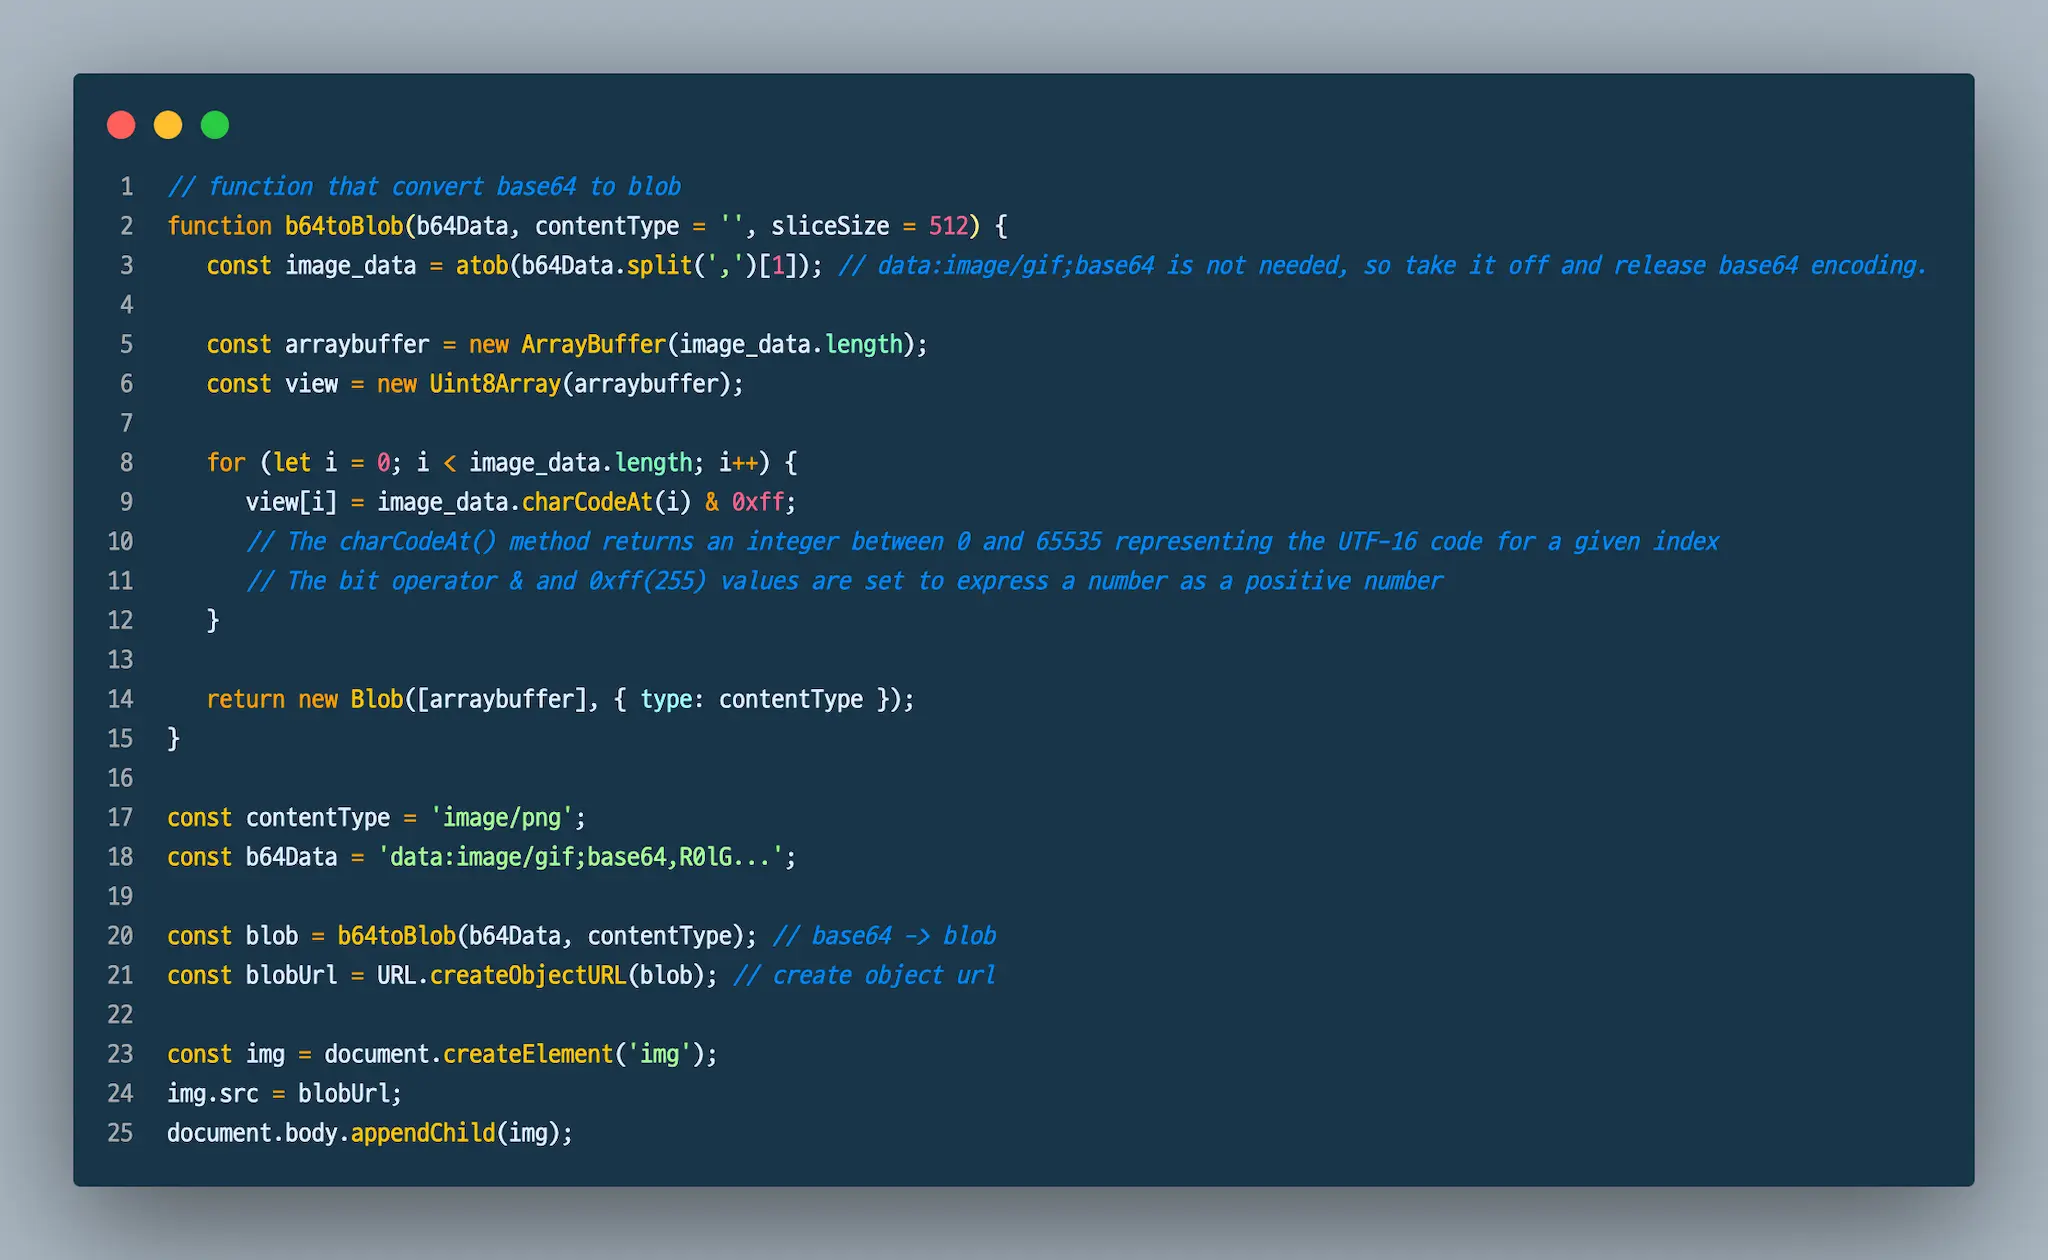 1 // function that convert base64 to blob
2 function b64toBlob(b64Data, contentType = '', sliceSize = 512) {
3 const image_data = atob(b64Data.split(',')[1]); // data:image/gif;base64 is not needed, so take it off and release base64 encoding.
4
5 const arraybuffer = new ArrayBuffer(image_data.length);
6 const view = new Uint8Array(arraybuffer);
7
8 for (let i = 0; i < image_data.length; i++) {
9 view[i] = image_data.charCodeAt(i) & 0xff;
10 // The charCodeAt() method returns an integer between 0 and 65535 representing the UTF-16 code for a given index
11 // The bit operator & and 0xff(255) values are set to express a number as a positive number
12 }
13
14 return new Blob([arraybuffer], { type: contentType });
15 }
16
17 const contentType = 'image/png';
18 const b64Data = 'data:image/gif;base64,R0lG...';
19
20 const blob = b64toBlob(b64Data, contentType); // base64 -> blob
21 const blobUrl = URL.createObjectURL(blob); // create object url
22
23 const img = document.createElement('img');
24 img.src = blobUrl;
25 document.body.appendChild(img);